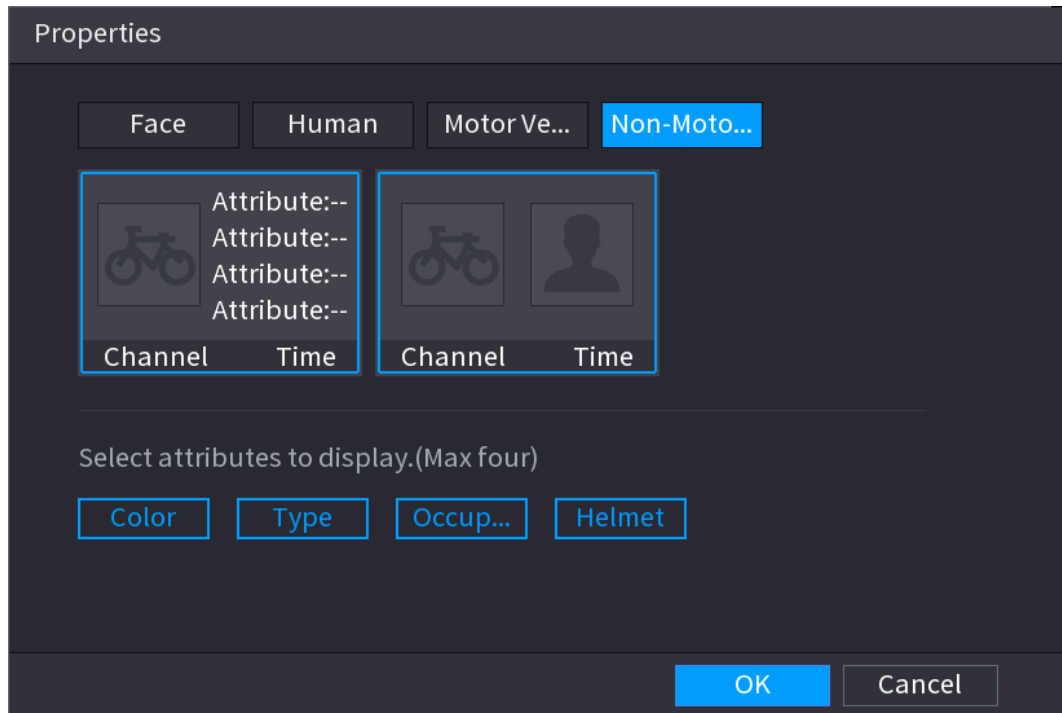 Properties
Face Human Motor Ve... Non-Moto...
Attribute:--
Attribute:--
Attribute:--
Attribute:--
Channel Time Channel Time
Select attributes to display.(Max four)
Color Type Occup... Helmet
OK Cancel